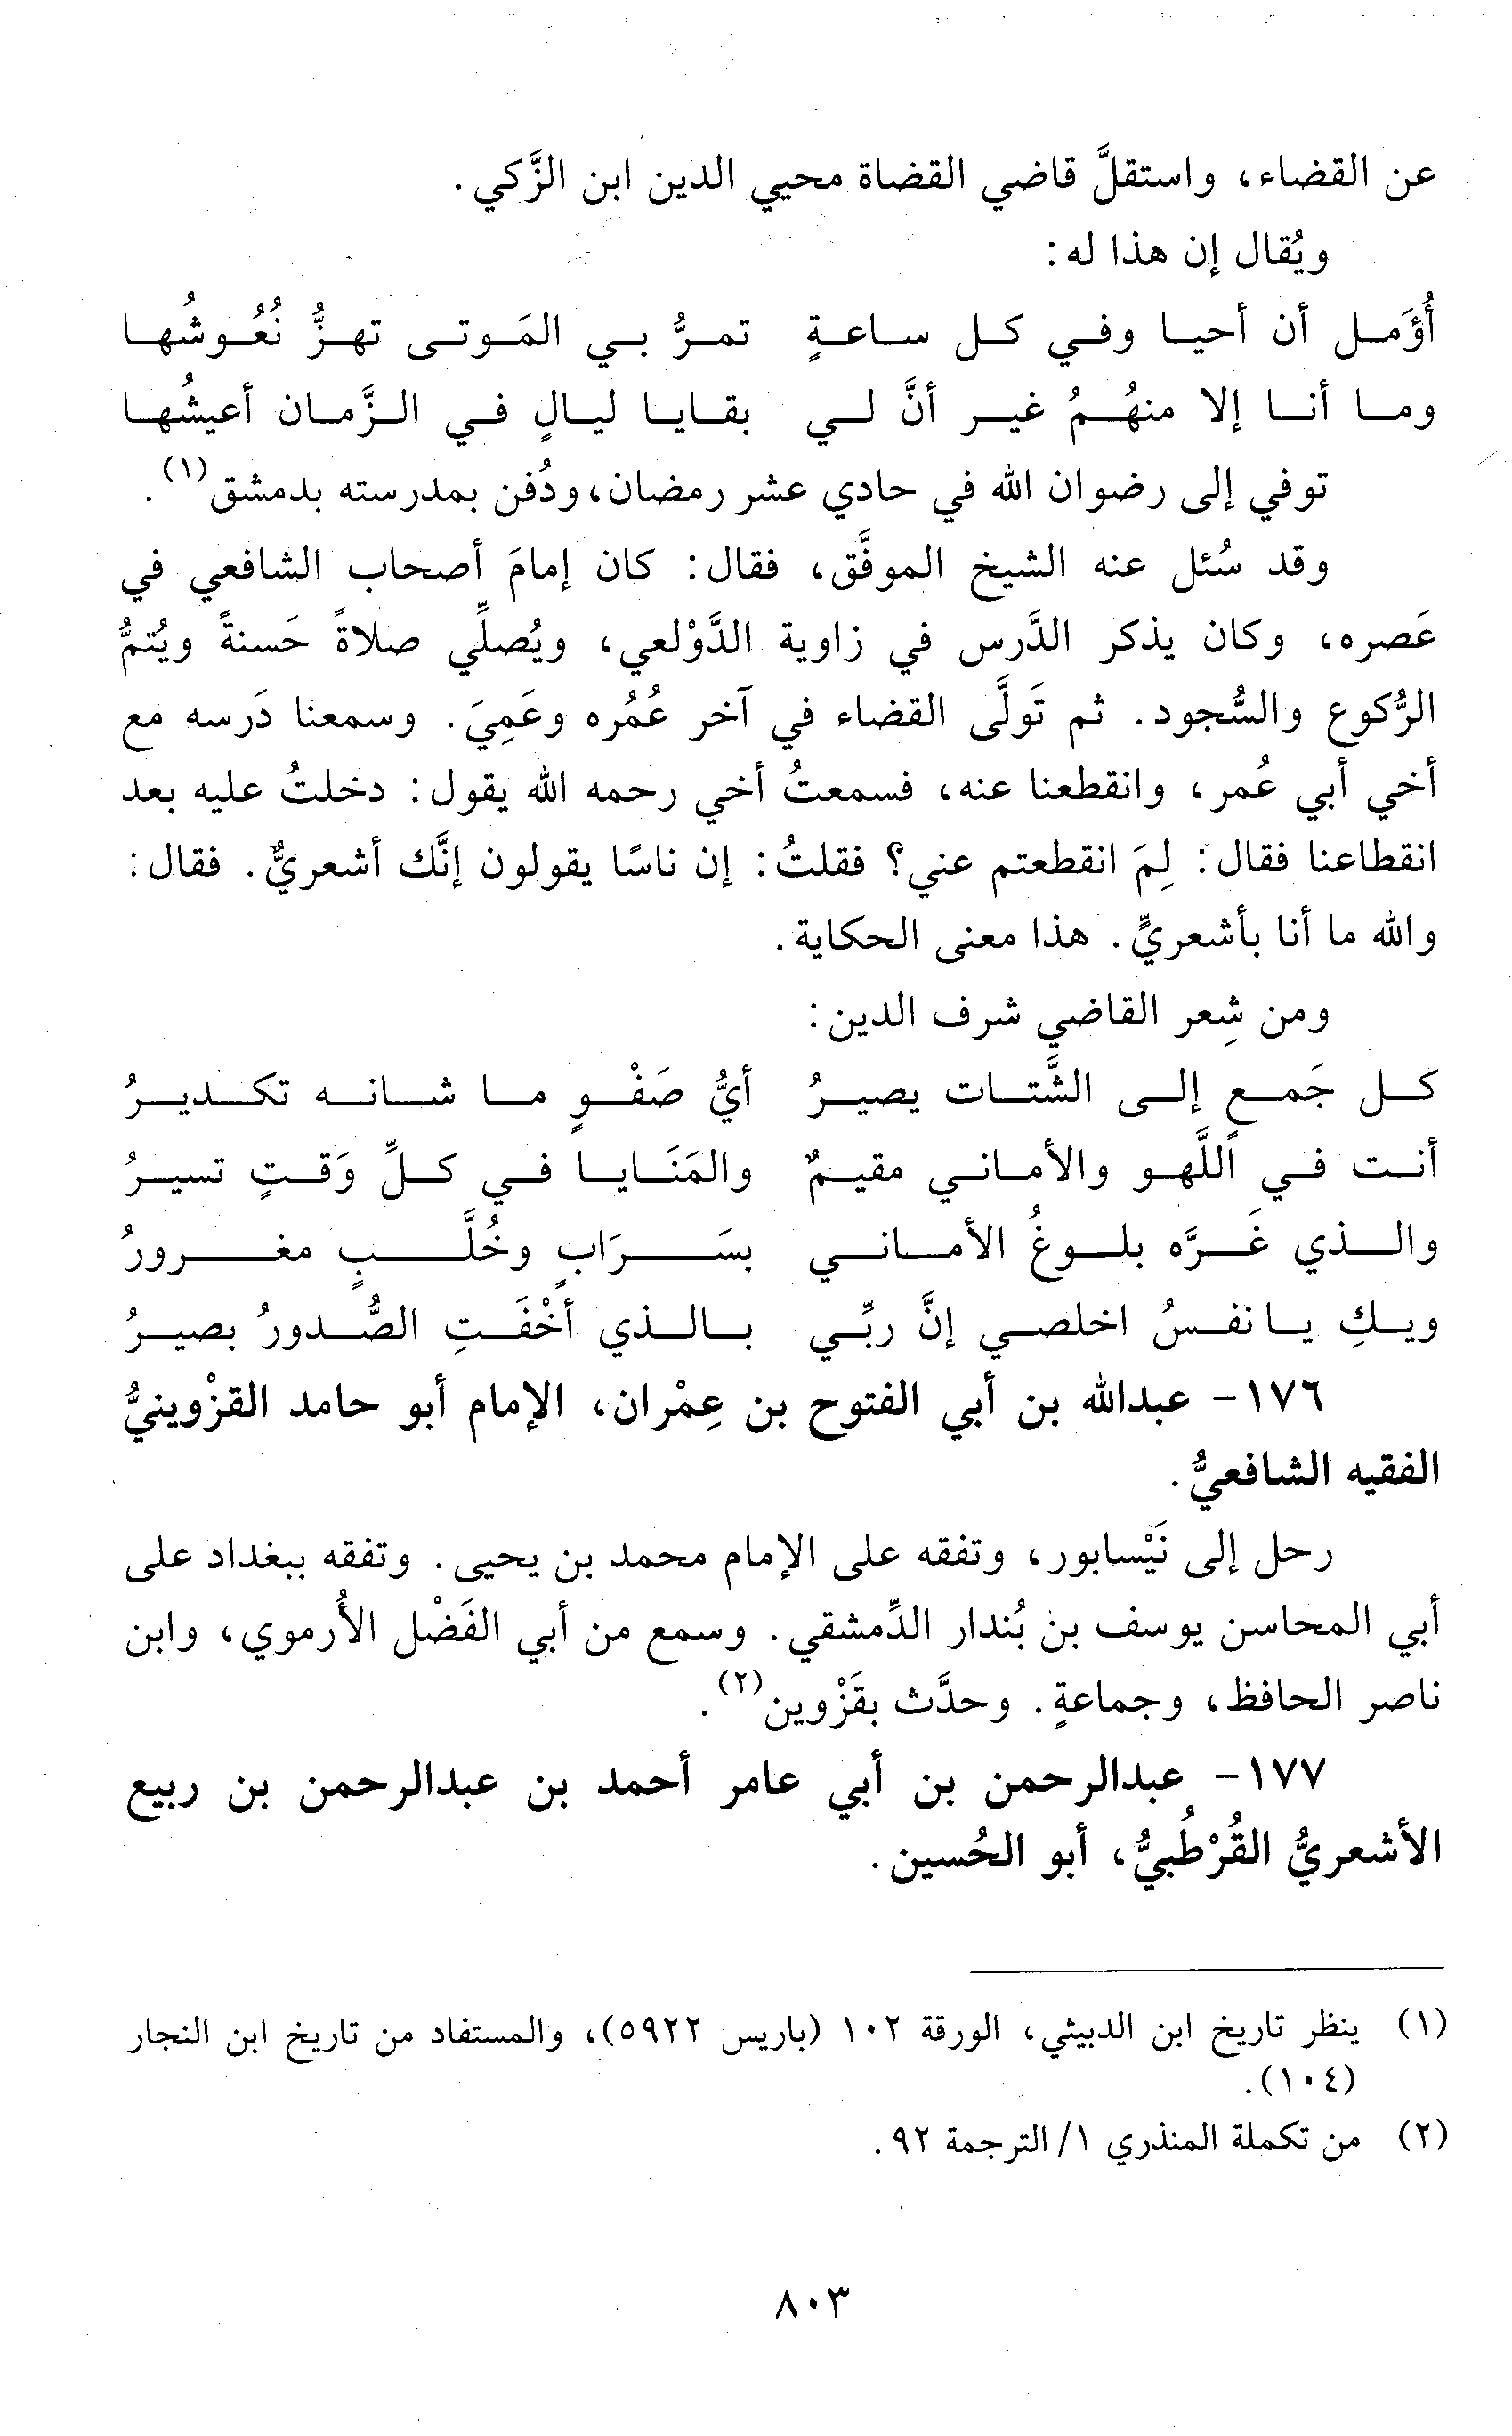 عن القضاء، واستقلَّ قاضي القضاة محيي الدين ابن الزَّكي.
ويُقال إن هذا له:
أُؤَمل أن أحيا وفي كل ساعةٍ تمرُّ بي المَوتى تهزُّ نُعُوشُها
وما أنا إلا منهُمُ غير أنَّ لي بقايا ليالٍ في الزَّمان أعيشُها
توفي إلى رضوان الله في حادي عشر رمضان، ودُفن بمدرسته بدمشق(١).
وقد سُئل عنه الشيخ الموفَّق، فقال: كان إمامَ أصحاب الشافعي في
عَصره، وكان يذكر الدَّرس في زاوية الدَّوْلعي، ويُصلِّي صلاةً حَسنةً ويُتمُّ
الرُّكوع والسُّجود. ثم تَولَّى القضاء في آخر عُمُره وعَمِيَ. وسمعنا دَرسه مع
أخي أبي عُمر، وانقطعنا عنه، فسمعتُ أخي رحمه الله يقول: دخلتُ عليه بعد
انقطاعنا فقال: لِمَ انقطعتم عني؟ فقلتُ: إن ناسًا يقولون إنَّك أشعريٌّ. فقال:
والله ما أنا بأشعريٍّ. هذا معنى الحكاية.
ومن شِعر القاضي شرف الدين:
كل جَمعٍ إلى الشَّتات يصيرُ أيُّ صَفْوٍ ما شانه تكديرُ
أنت في اللَّهو والأماني مقيمٌ والمَنَايا في كلِّ وَقتٍ تسيرُ
والذي غَرَّه بلوغُ الأماني بسَرَابٍ وخُلَّبٍ مغرورُ
ويكِ يا نفسُ اخلصي إنَّ ربِّي بالذي أخْفَتِ الصُّدورُ بصيرُ
١٧٦- عبدالله بن أبي الفتوح بن عِمْران، الإمام أبو حامد القزْوينيُّ
الفقيه الشافعيُّ.
رحل إلى نَيْسابور، وتفقه على الإمام محمد بن يحيى. وتفقه ببغداد على
أبي المحاسن يوسف بن بُندار الدِّمشقي. وسمع من أبي الفَضْل الأُرموي، وابن
ناصر الحافظ، وجماعةٍ. وحدَّث بقَزْوين(٢).
١٧٧- عبدالرحمن بن أبي عامر أحمد بن عبدالرحمن بن ربيع
الأشعريُّ القُرْطُبيُّ، أبو الحُسين.
(١) ينظر تاريخ ابن الدبيثي، الورقة ١٠٢ (باريس ٥٩٢٢)، والمستفاد من تاريخ ابن النجار
(١٠٤).
(٢) من تكملة المنذري ١/ الترجمة ٩٢.
٨٠٣